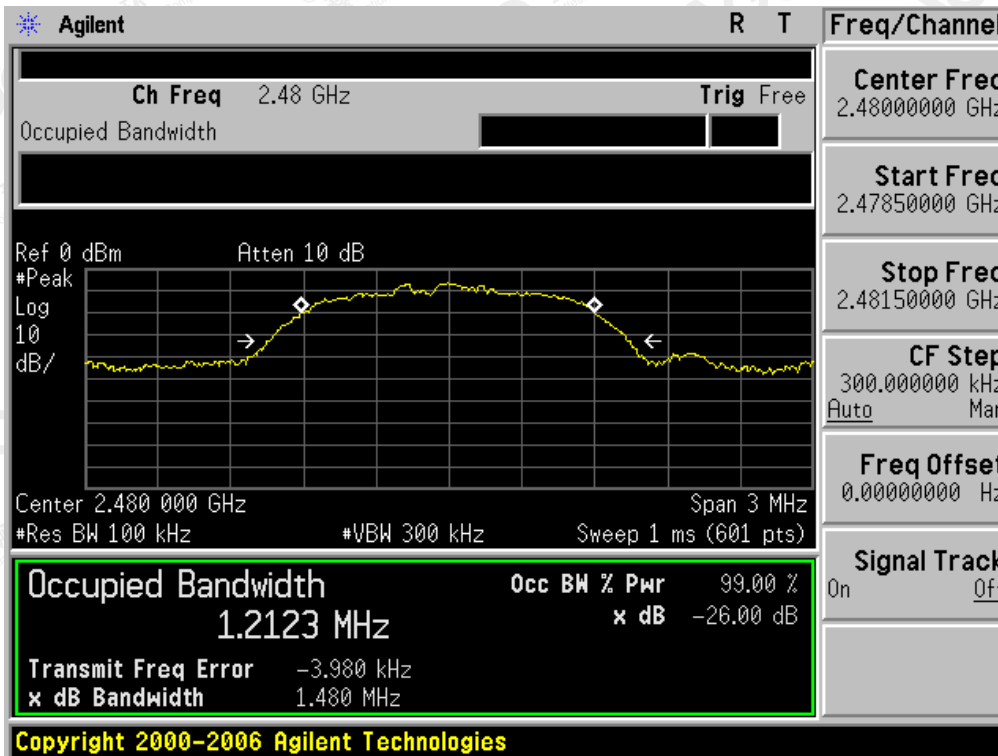 Agilent R T
Ch Freq 2.48 GHz Trig Free
Occupied Bandwidth
Ref 0 dBm Atten 10 dB
#Peak
Log
10
dB/
Center 2.480 000 GHz Span 3 MHz
#Res BW 100 kHz #VBW 300 kHz Sweep 1 ms (601 pts)
Occupied Bandwidth
1.2123 MHz
Occ BW % Pwr 99.00 %
x dB -26.00 dB
Transmit Freq Error -3.980 kHz
x dB Bandwidth 1.480 MHz
Copyright 2000-2006 Agilent Technologies
Freq/Channel
Center Freq
2.48000000 GHz
Start Freq
2.47850000 GHz
Stop Freq
2.48150000 GHz
CF Step
300.000000 kHz
Auto Man
Freq Offset
0.00000000 Hz
Signal Track
On Off